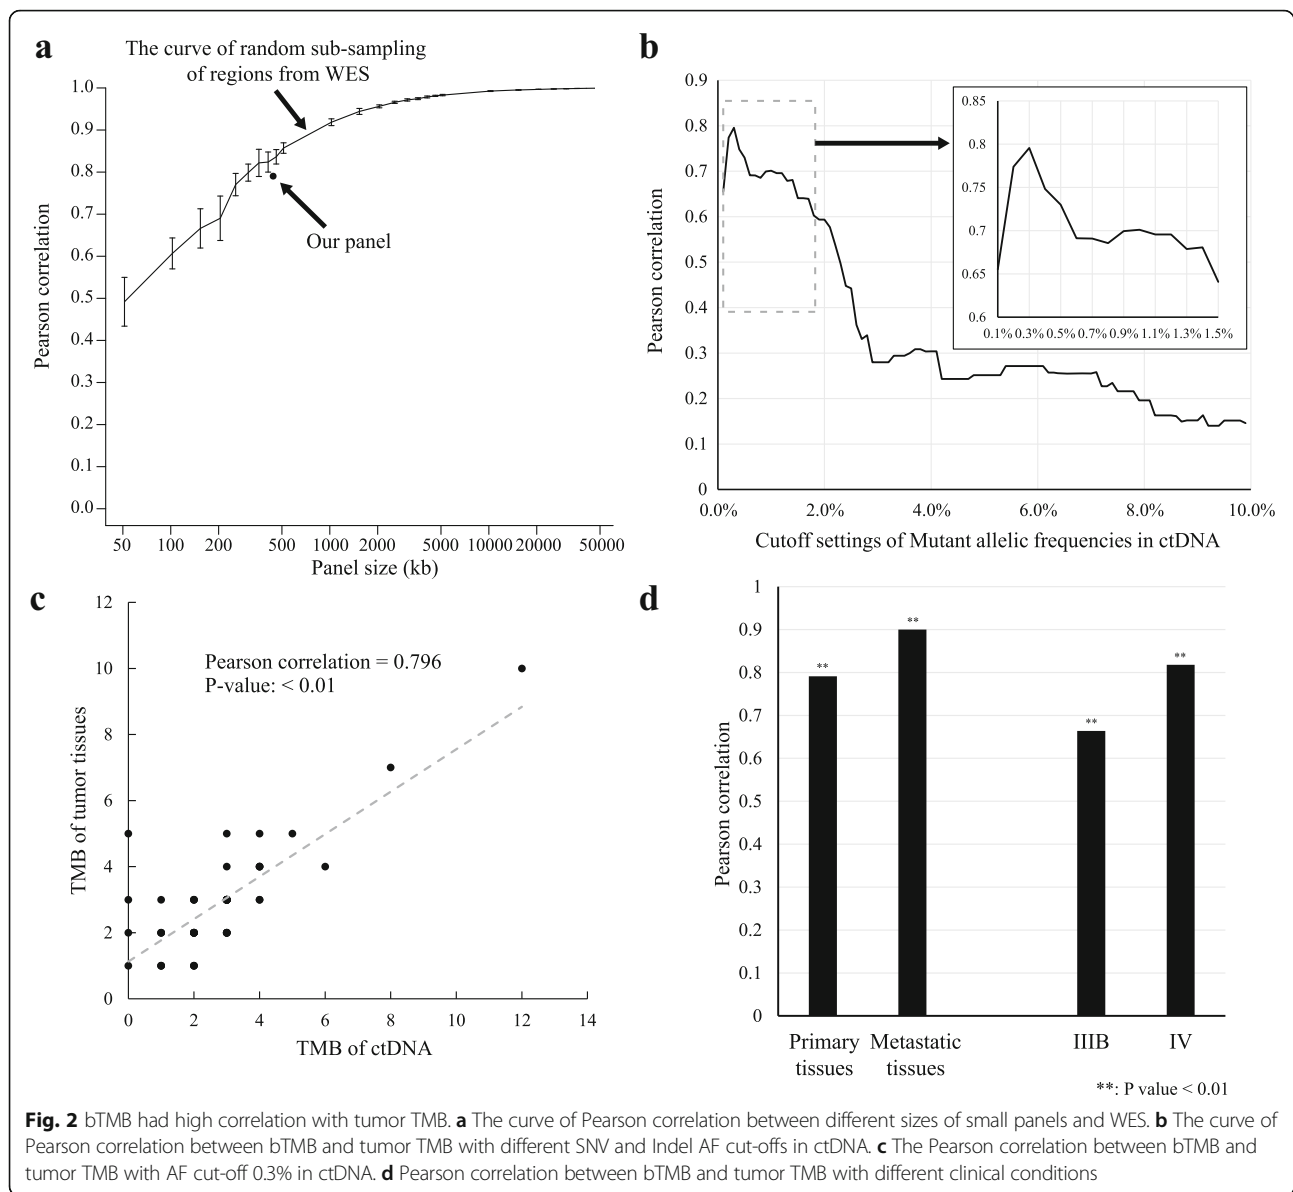 a
The curve of random sub-sampling
of regions from WES
1.0
0.9
0.8
0.7
0.6
0.5
0.4
0.3
0.2
0.1
0.0
Pearson correlation
Our panel
50 100 200 500 1000 2000 5000 10000 20000 50000
Panel size (kb)
b
0.9
0.8
0.7
0.6
0.5
0.4
0.3
0.2
0.1
0
Pearson correlation
0.85
0.8
0.75
0.7
0.65
0.6
0.1% 0.3% 0.5% 0.7% 0.9% 1.1% 1.3% 1.5%
0.0% 2.0% 4.0% 6.0% 8.0% 10.0%
Cutoff settings of Mutant allelic frequencies in ctDNA
c
12
10
8
6
4
2
0
TMB of tumor tissues
Pearson correlation = 0.796
P-value: < 0.01
0 2 4 6 8 10 12 14
TMB of ctDNA
d
1
0.9
0.8
0.7
0.6
0.5
0.4
0.3
0.2
0.1
0
Pearson correlation
**
**
**
**
Primary Metastatic IIIB IV
tissues tissues
**: P value < 0.01
Fig. 2 bTMB had high correlation with tumor TMB. a The curve of Pearson Correlation between different sizes of small panels and WES. b The curve of
Pearson correlation between bTMB and tumor TMB with different SNV and Indel AF cut-offs in ctDNA. c The Pearson correlation between bTMB and
tumor TMB with AF cut-off 0.3% in ctDNA. d Pearson correlation between bTMB and tumor TMB with different clinical conditions